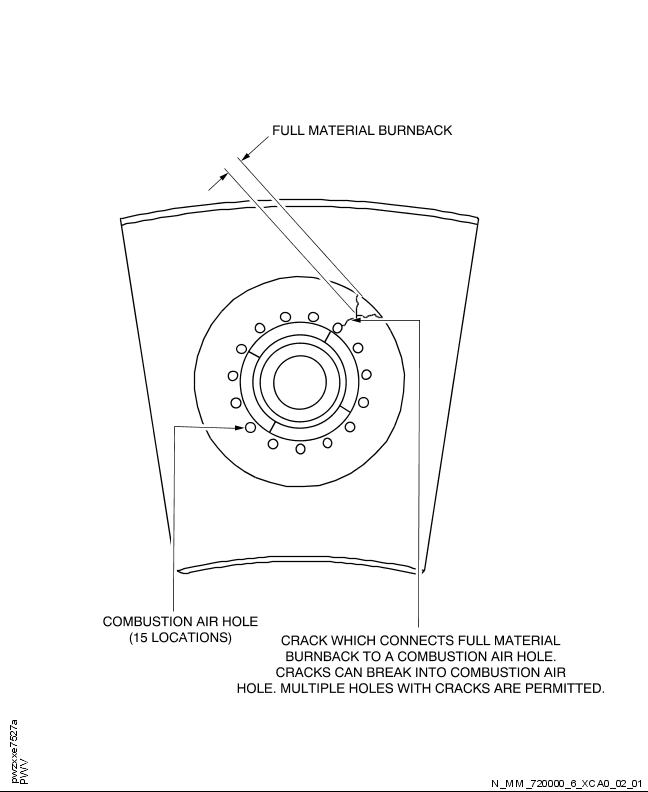 FULL MATERIAL BURNBACK
COMBUSTION AIR HOLE
(15 LOCATIONS)
CRACK WHICH CONNECTS FULL MATERIAL
BURNBACK TO A COMBUSTION AIR HOLE.
CRACKS CAN BREAK INTO COMBUSTION AIR
HOLE. MULTIPLE HOLES WITH CRACKS ARE PERMITTED.
pwzxxe7527a
PWV
N_MM_720000_6_XCA0_02_01